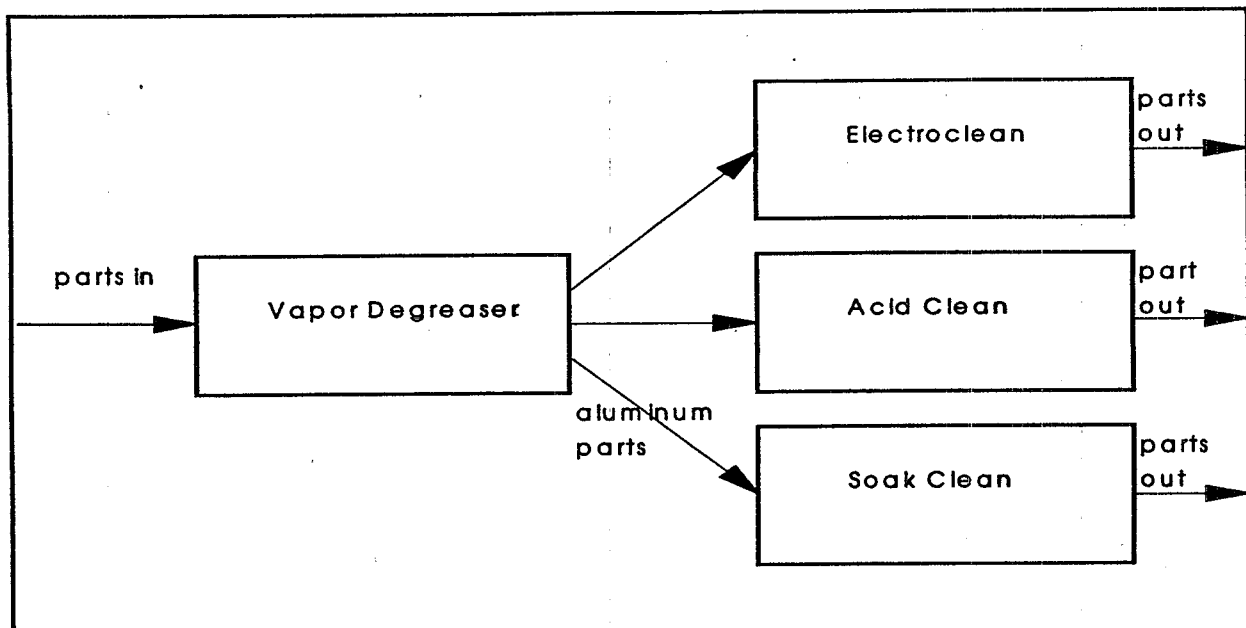 parts in
Vapor Degreaser
aluminum
parts
Electroclean
parts
out
Acid Clean
part
out
Soak Clean
parts
out